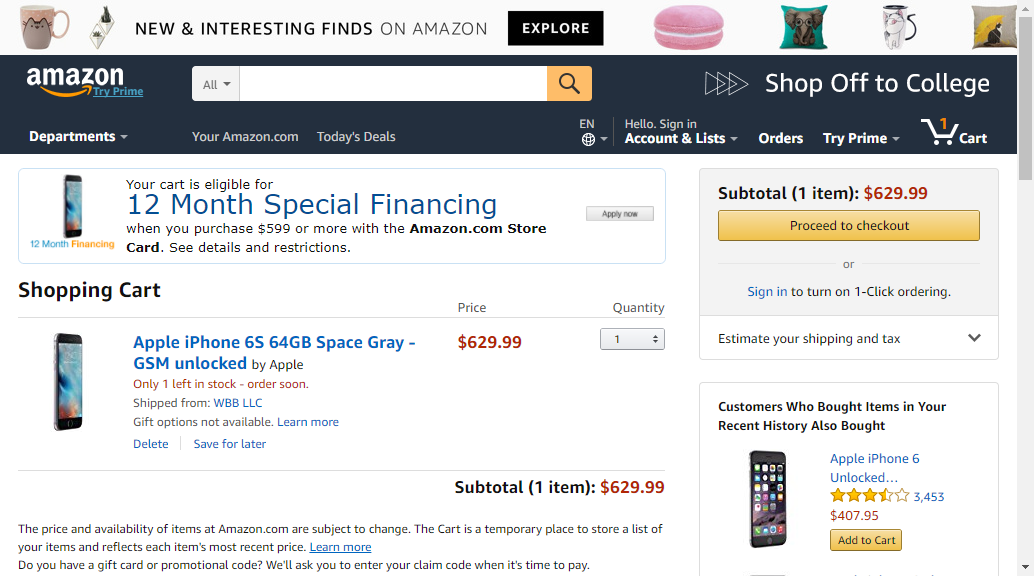 NEW & INTERESTING FINDS ON AMAZON EXPLORE
amazon
Try Prime
All
Shop Off to College
Departments
Your Amazon.com
Today's Deals
EN
Hello. Sign in
Account & Lists
Orders
Try Prime
1
Cart
Your cart is eligible for
12 Month Special Financing
when you purchase $599 or more with the Amazon.com Store
Card. See details and restrictions.
12 Month Financing
Apply now
Shopping Cart
Price
Quantity
Apple iPhone 6S 64GB Space Gray -
GSM unlocked by Apple
$629.99
1
Only 1 left in stock - order soon.
Shipped from: WBB LLC
Gift options not available. Learn more
Delete
Save for later
Subtotal (1 item): $629.99
The price and availability of items at Amazon.com are subject to change. The Cart is a temporary place to store a list of
your items and reflects each item's most recent price. Learn more
Do you have a gift card or promotional code? We'll ask you to enter your claim code when it's time to pay.
Subtotal (1 item): $629.99
Proceed to checkout
or
Sign in to turn on 1-Click ordering.
Estimate your shipping and tax
Customers Who Bought Items in Your
Recent History Also Bought
Apple iPhone 6
Unlocked...
3,453
$407.95
Add to Cart